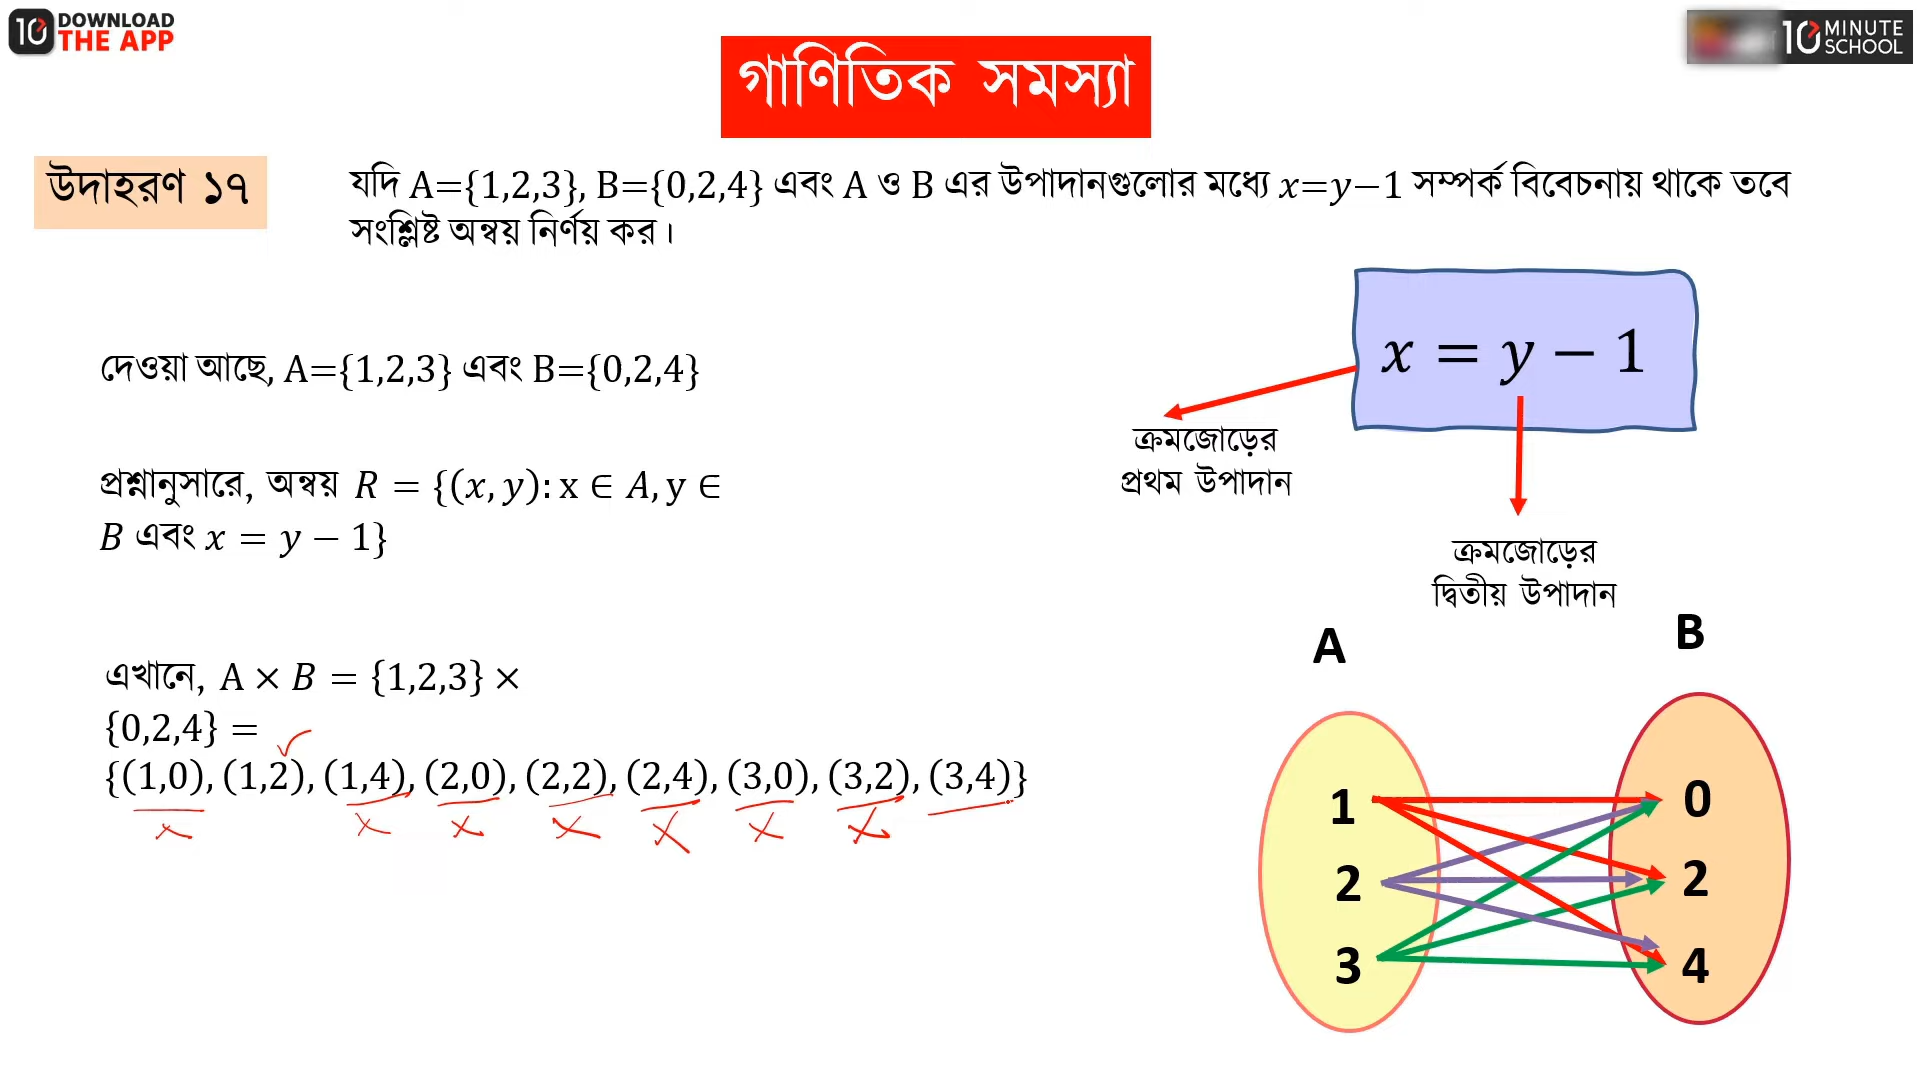 10 DOWNLOAD THE APP
10 MINUTE SCHOOL
গাণিতিক সমস্যা
উদাহরণ ১৭
যদি A={1,2,3}, B={0,2,4} এবং A ও B এর উপাদানগুলোর মধ্যে x=y−1 সম্পর্ক বিবেচনায় থাকে তবে
সংশ্লিষ্ট অন্বয় নির্ণয় কর।
দেওয়া আছে, A={1,2,3} এবং B={0,2,4}
প্রশ্নানুসারে, অন্বয় R = {(x, y): x ∈ A, y ∈
B এবং x = y − 1}
এখানে, A × B = {1,2,3} ×
{0,2,4} =
{(1,0), (1,2), (1,4), (2,0), (2,2), (2,4), (3,0), (3,2), (3,4)}
x = y − 1
ক্রমজোড়ের
প্রথম উপাদান
ক্রমজোড়ের
দ্বিতীয় উপাদান
A B
1 0
2 2
3 4